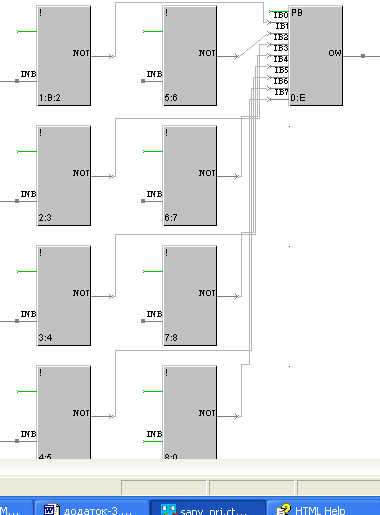 !
INB
NOT
1:B:2
!
NOT
5:6
IB0
IB1
IB2
IB3
IB4
IB5
IB6
IB7
PB
OW
D:E
!
INB
NOT
2:3
!
INB
NOT
6:7
!
INB
NOT
3:4
!
INB
NOT
7:8
!
INB
NOT
4:5
!
INB
NOT
8:0
М...
додаток-3 ...
sapv_pri.ct...
HTML Help